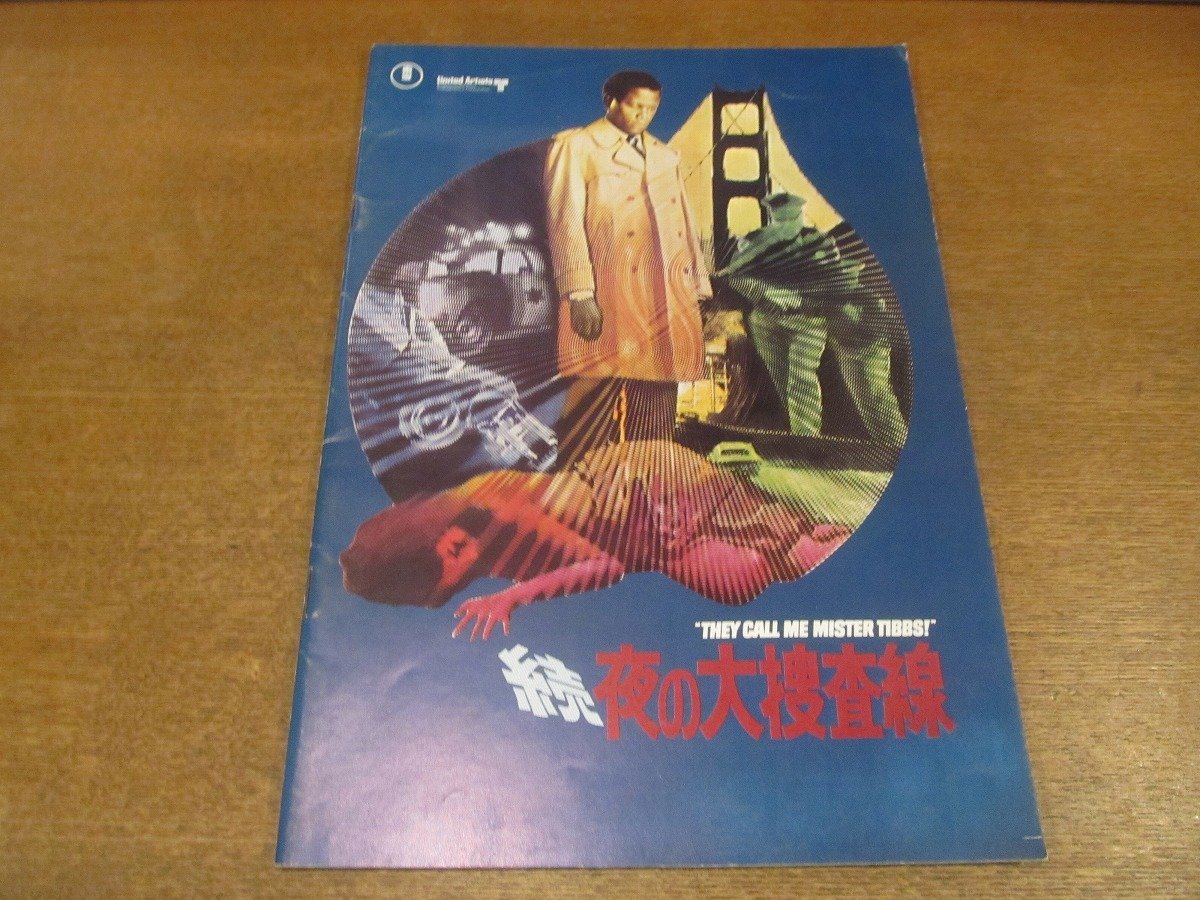 United Artists
"THEY CALL ME MISTER TIBBS!"
続 夜の大捜査線